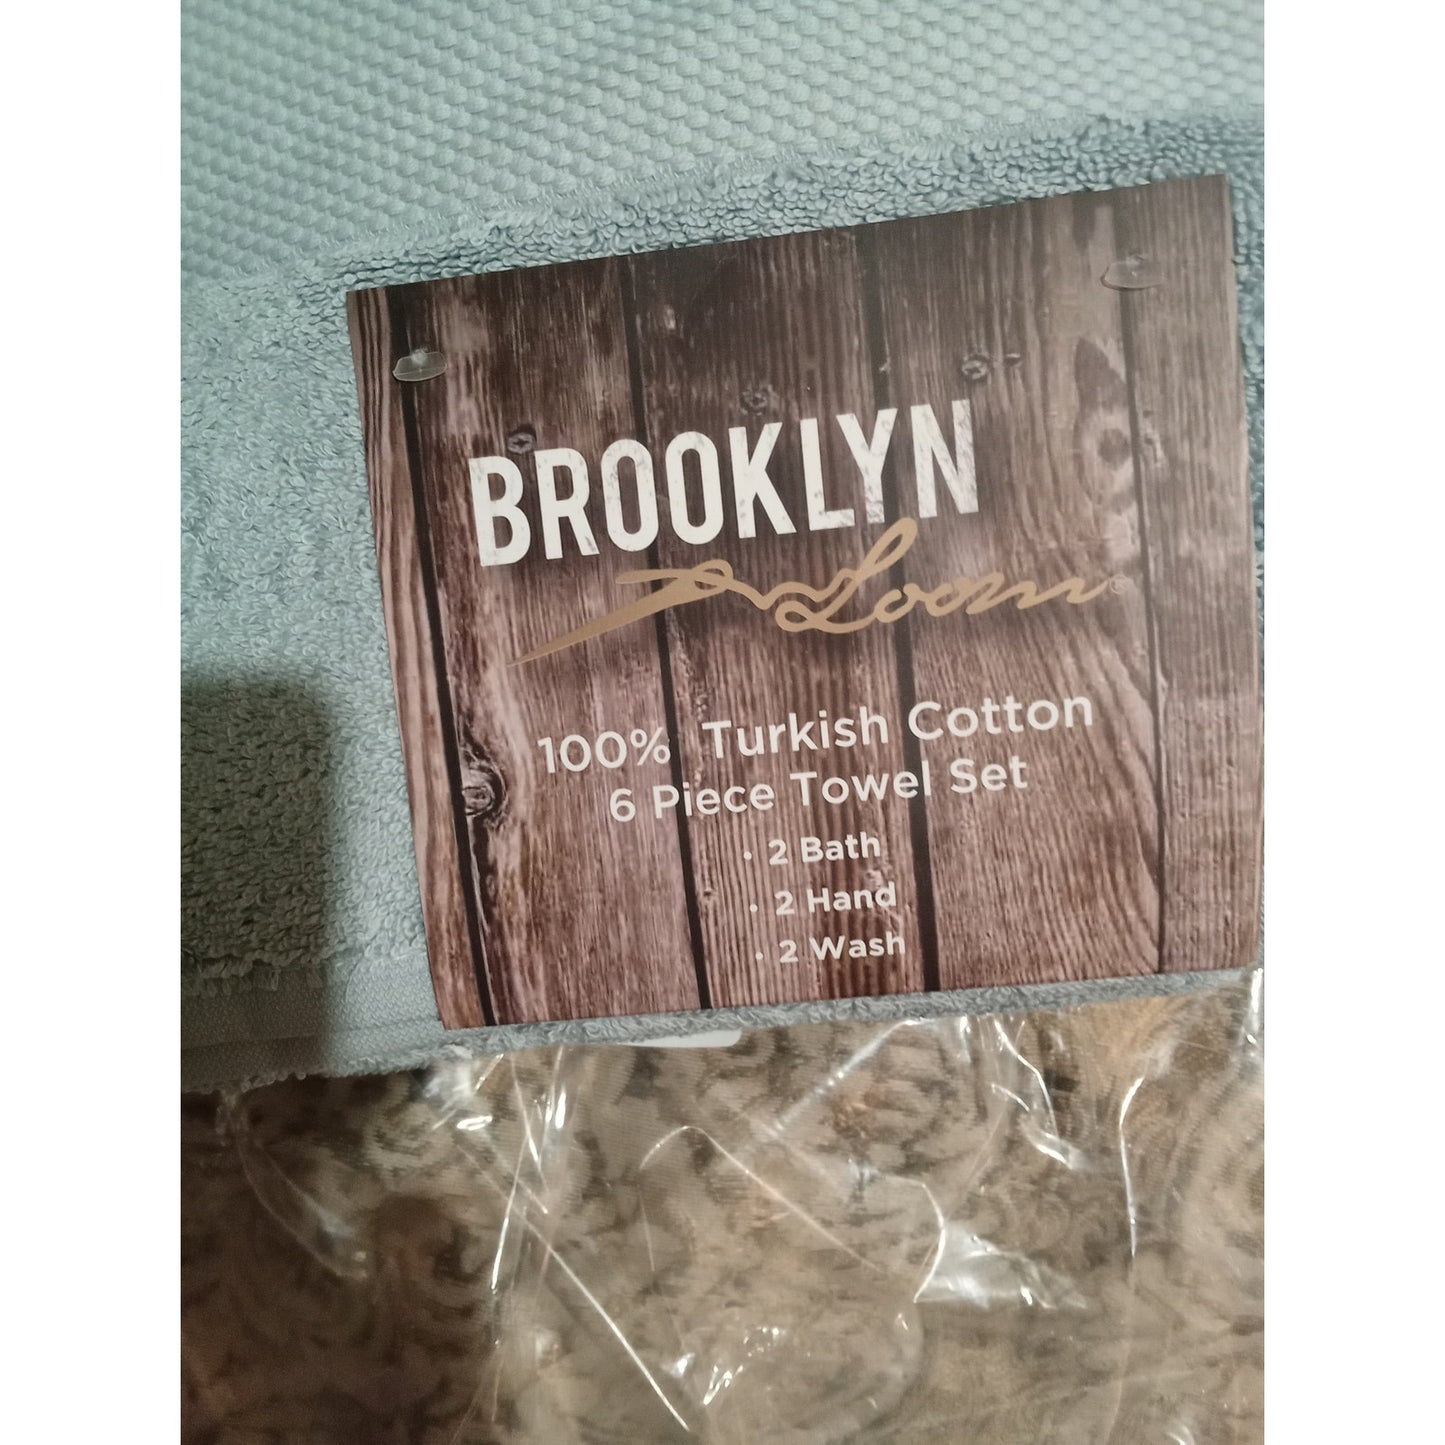 BROOKLYN
Loom®
100% Turkish Cotton
6 Piece Towel Set
• 2 Bath
• 2 Hand
• 2 Wash